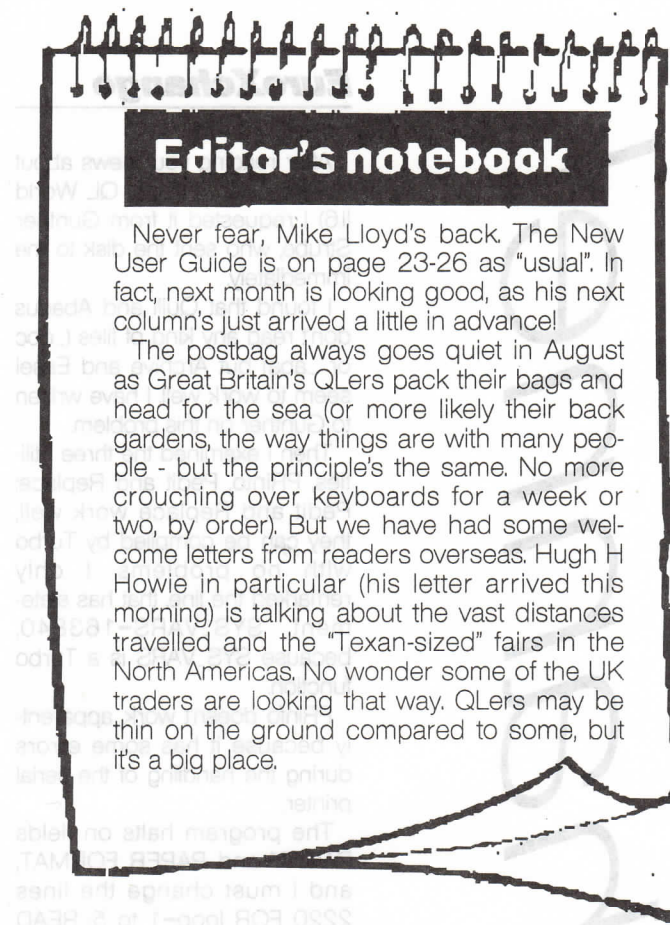 Editor's notebook
Never fear, Mike Lloyd's back. The New
User Guide is on page 23-26 as "usual". In
fact, next month is looking good, as his next
column's just arrived a little in advance!
The postbag always goes quiet in August
as Great Britain's QLers pack their bags and
head for the sea (or more likely their back
gardens, the way things are with many peo-
ple - but the principle's the same. No more
crouching over keyboards for a week or
two, by order). But we have had some wel-
come letters from readers overseas. Hugh H
Howie in particular (his letter arrived this
morning) is talking about the vast distances
travelled and the "Texan-sized" fairs in the
North Americas. No wonder some of the UK
traders are looking that way. QLers may be
thin on the ground compared to some, but
it's a big place.